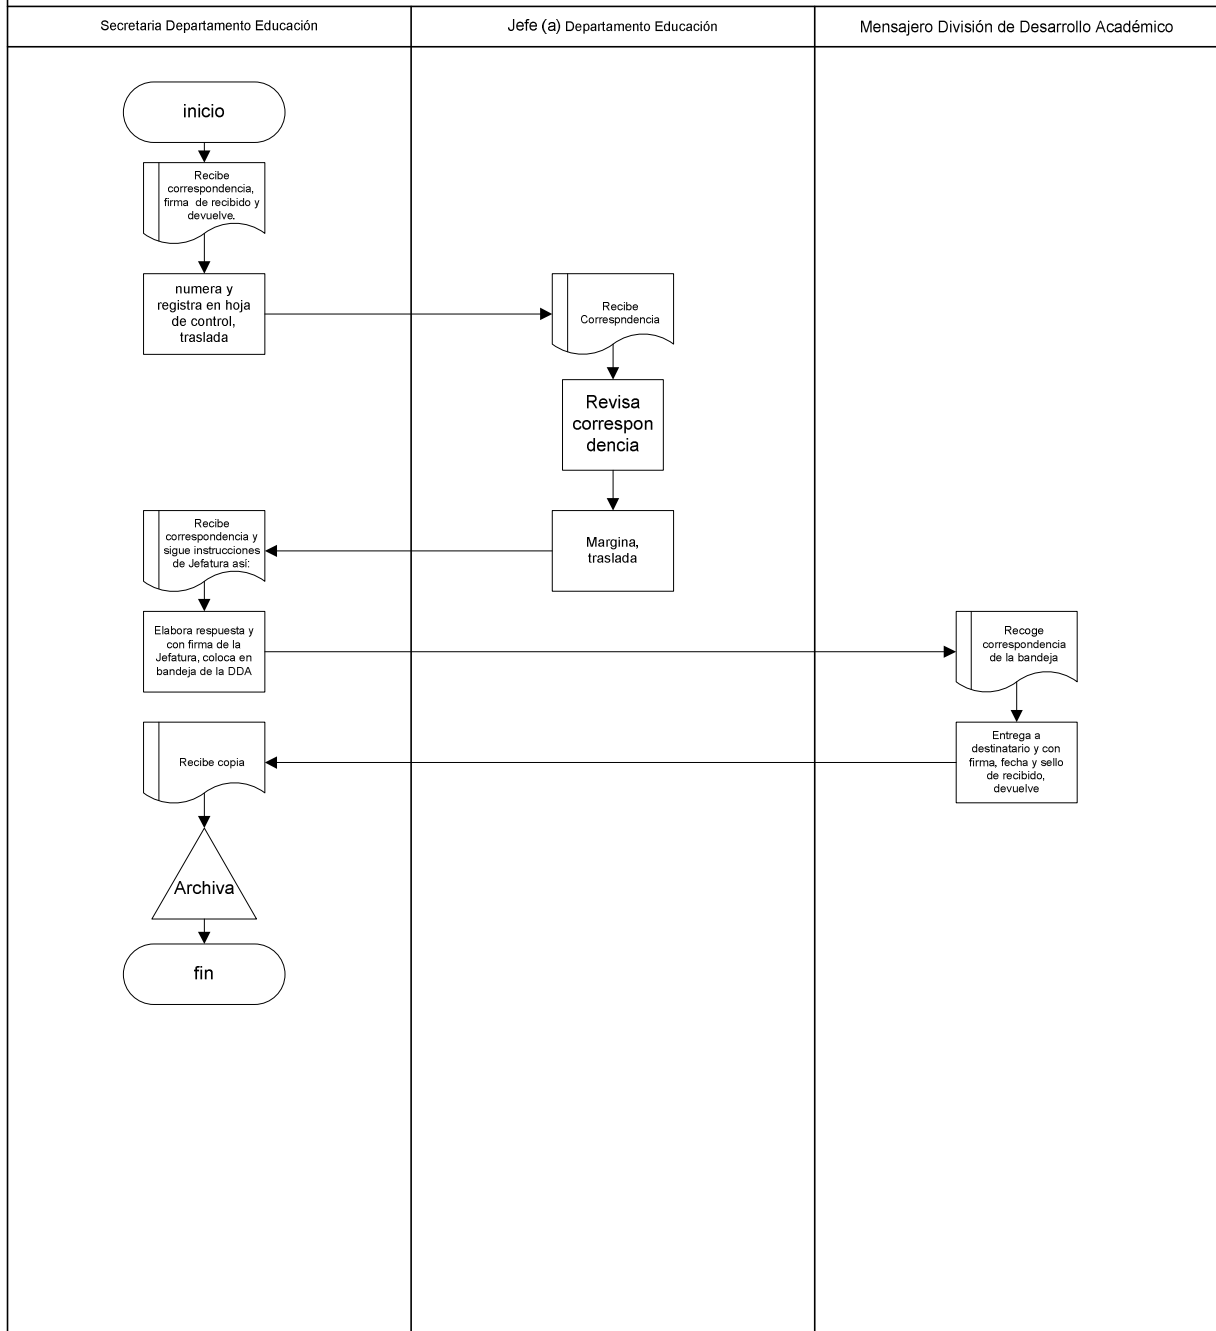 Secretaria Departamento Educación
Jefe (a) Departamento Educación
Mensajero División de Desarrollo Académico
inicio
Recibe
correspondencia,
firma de recibido y
devuelve.
numera y
registra en hoja
de control,
traslada
Recibe
Correspndencia
Revisa
correspon
dencia
Margina,
traslada
Recibe
correspondencia y
sigue instrucciones
de Jefatura así:
Elabora respuesta y
con firma de la
Jefatura, coloca en
bandeja de la DDA
Recoge
correspondencia
de la bandeja
Entrega a
destinatario y con
firma, fecha y sello
de recibido,
devuelve
Recibe copia
Archiva
fin